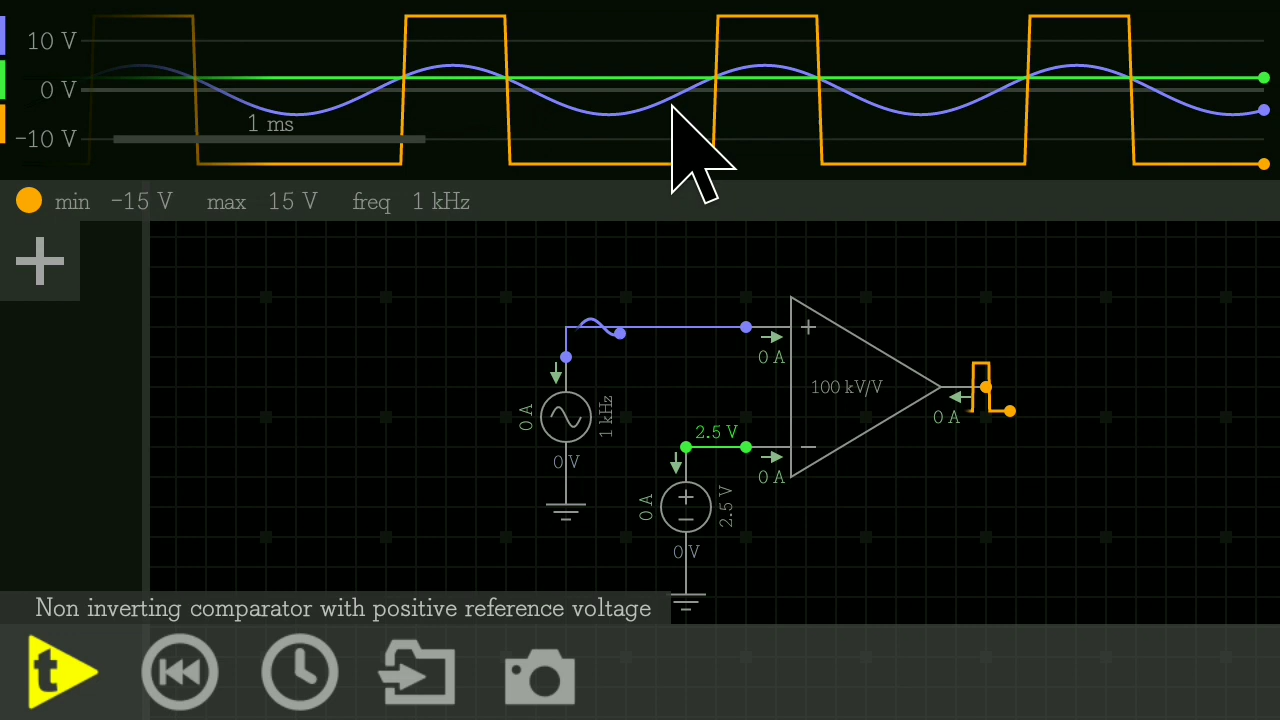 10 V
0 V
−10 V
1 ms
min −15 V max 15 V freq 1 kHz
+
0 A
100 kV/V
0 A
0 A
1 kHz
2.5 V
−
0 V
0 A
0 A
+
−
2.5 V
0 V
Non inverting comparator with positive reference voltage
t